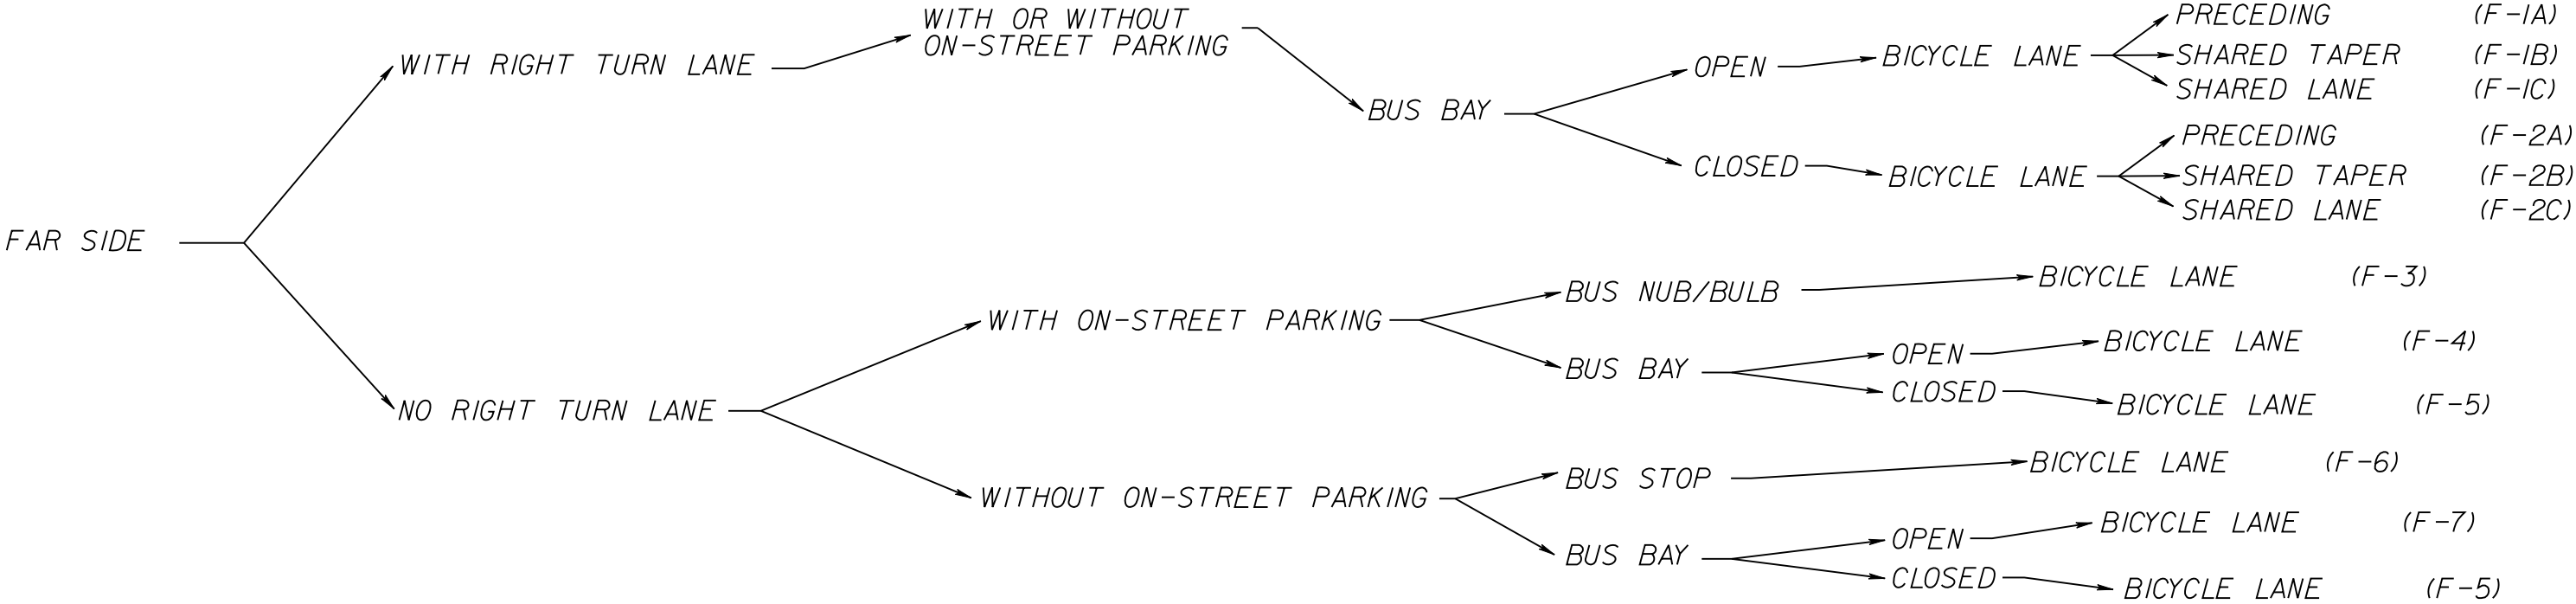 WITH OR WITHOUT
ON-STREET PARKING
PRECEDING (F-1A)
SHARED TAPER (F-1B)
SHARED LANE (F-1C)
WITH RIGHT TURN LANE
OPEN
BICYCLE LANE
BUS BAY
CLOSED
BICYCLE LANE
PRECEDING (F-2A)
SHARED TAPER (F-2B)
SHARED LANE (F-2C)
FAR SIDE
WITH ON-STREET PARKING
BUS NUB/BULB
BICYCLE LANE (F-3)
BUS BAY
OPEN
BICYCLE LANE (F-4)
CLOSED
BICYCLE LANE (F-5)
NO RIGHT TURN LANE
WITHOUT ON-STREET PARKING
BUS STOP
BICYCLE LANE (F-6)
BUS BAY
OPEN
BICYCLE LANE (F-7)
CLOSED
BICYCLE LANE (F-5)